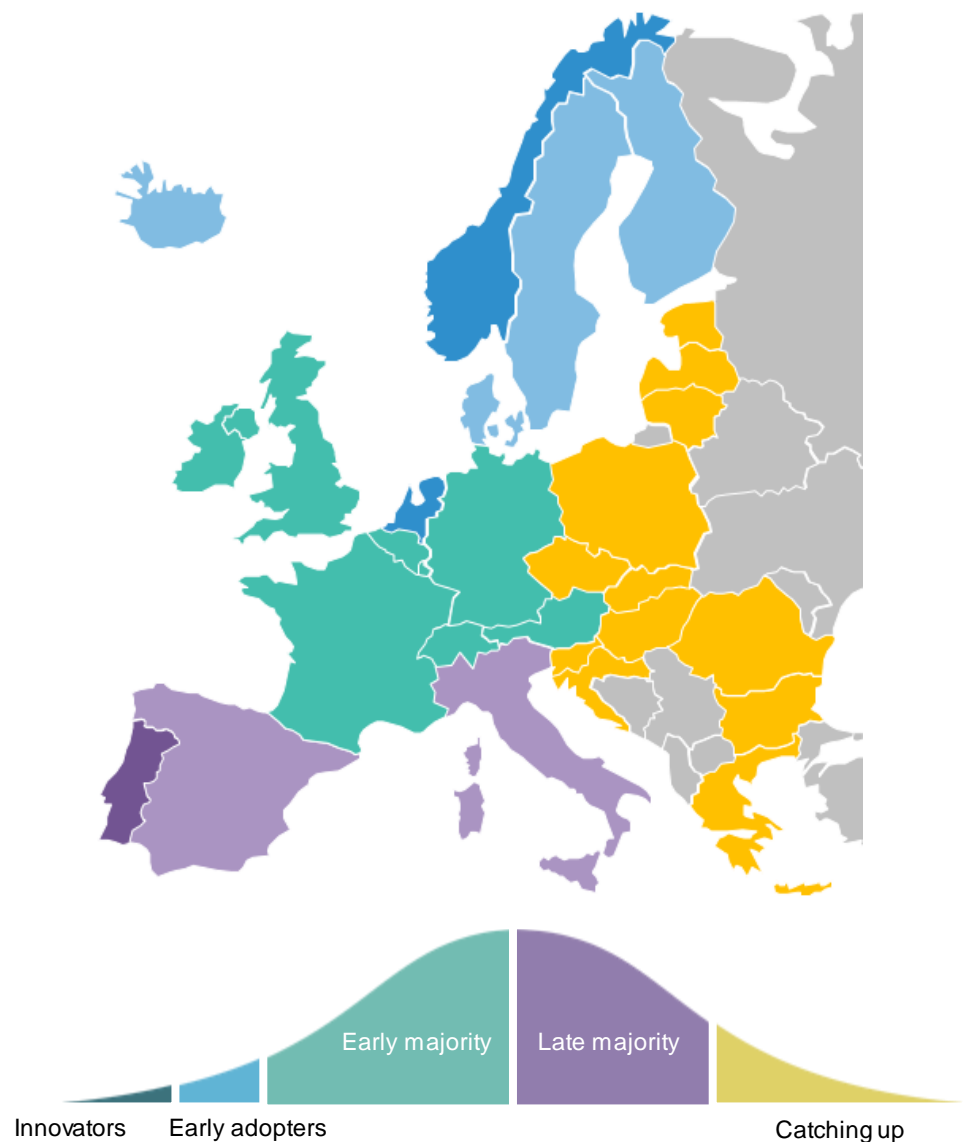 Early majority
Late majority
Innovators
Early adopters
Catching up